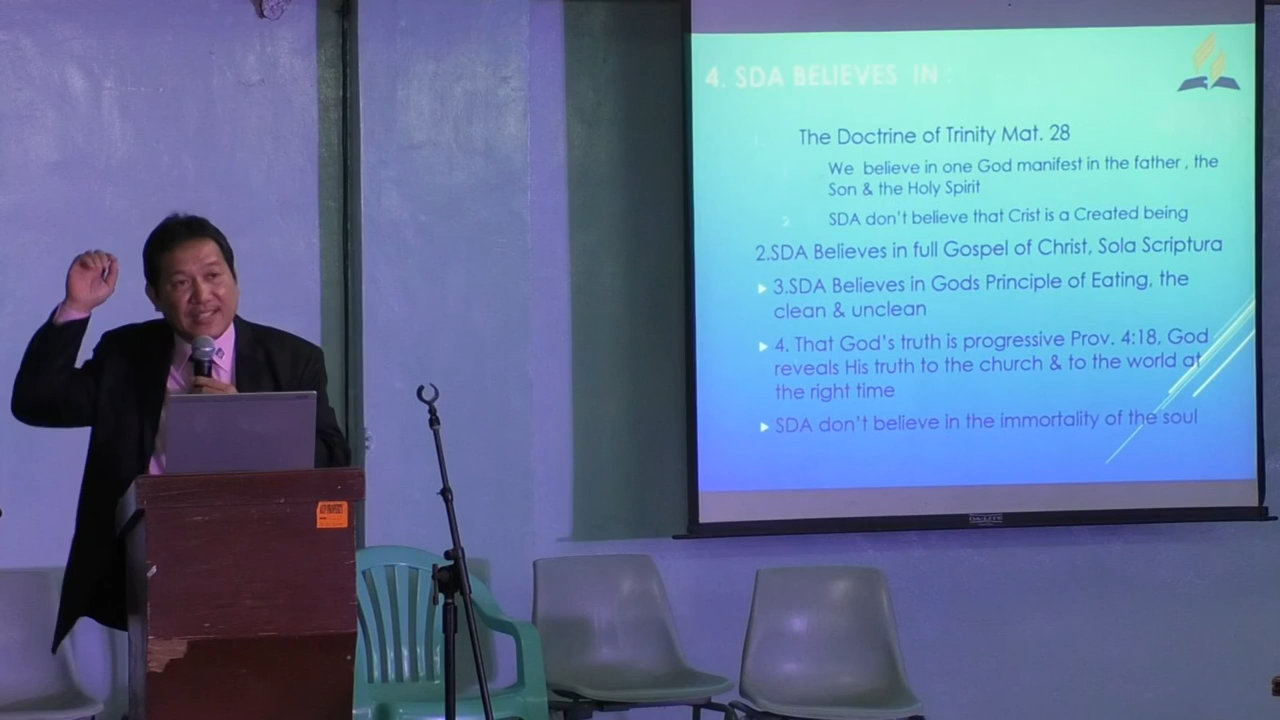 4. SDA BELIEVES IN :
The Doctrine of Trinity Mat. 28
We believe in one God manifest in the father , the
Son & the Holy Spirit
SDA don't believe that Crist is a Created being
2.SDA Believes in full Gospel of Christ, Sola Scriptura
3.SDA Believes in Gods Principle of Eating, the
clean & unclean
4. That God's truth is progressive Prov. 4:18, God
reveals His truth to the church & to the world at
the right time
SDA don't believe in the immortality of the soul
DA-LITE